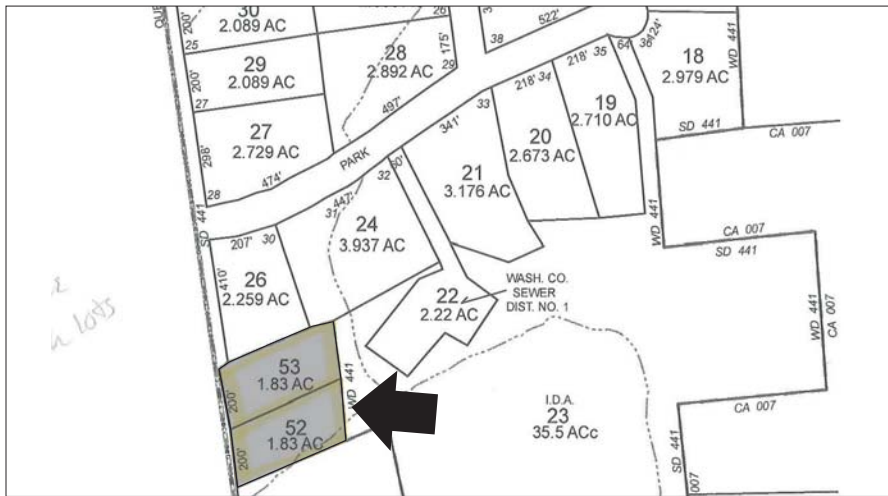 QUE
200'
30
2.089 AC
26
25
29
2.089 AC
200'
27
28
2.892 AC
175'
29
522'
38
497'
27
2.729 AC
298'
28
474'
PARK
341'
33
218' 34
218' 35
64
36
424'
18
2.979 AC
WD 441
SD 441
CA 007
19
2.710 AC
20
2.673 AC
21
3.176 AC
32
50'
447'
31
24
3.937 AC
SD 441
207' 30
410'
26
2.259 AC
WD 441
CA 007
SD 441
22
2.22 AC
WASH. CO.
SEWER
DIST. NO. 1
WD 441
CA 007
lots
53
1.83 AC
200'
WD 441
52
1.83 AC
200'
I.D.A.
23
35.5 ACc
CA 007
SD 441
007